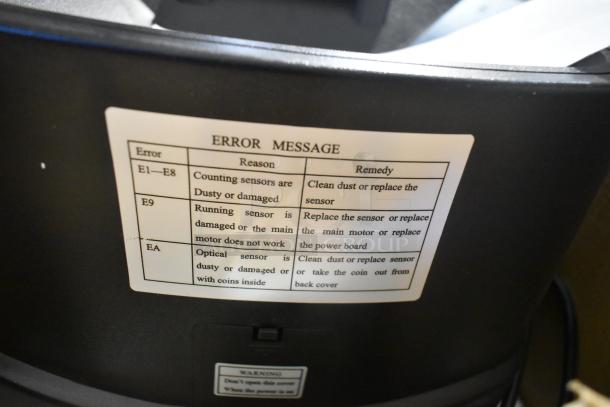 ERROR MESSAGE
Error Reason Remedy
E1—E8 Counting sensors are Clean dust or replace the
Dusty or damaged sensor
E9 Running sensor is Replace the sensor or replace
damaged or the main the main motor or replace
motor does not work the power board
EA Optical sensor is Clean dust or replace sensor
dusty or damaged or or take the coin out from
with coins inside back cover
GROUP
WARNING
Don't open this cover
When the power is on